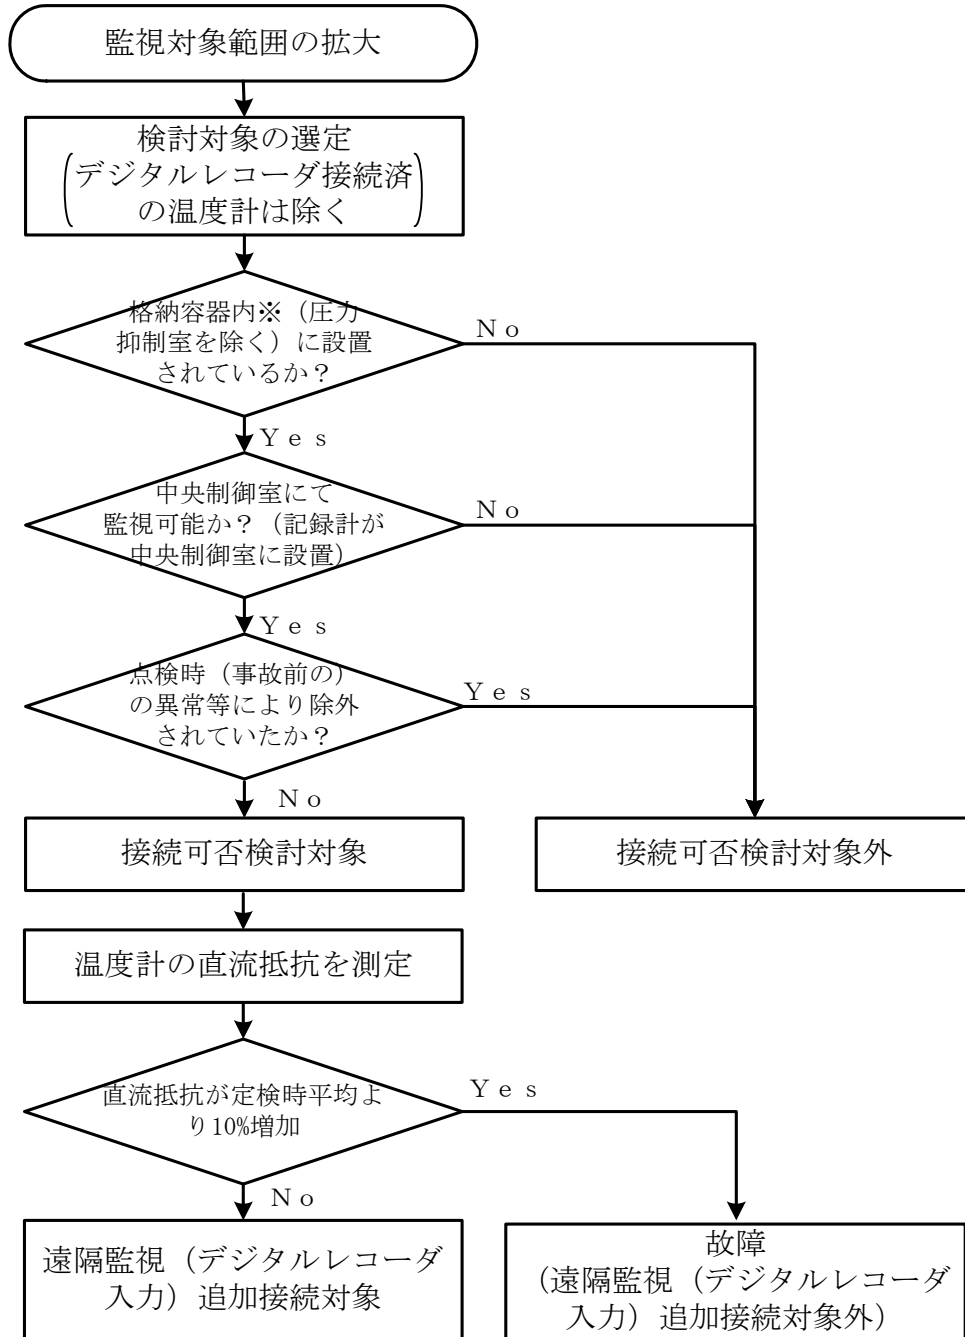 監視対象範囲の拡大
検討対象の選定
(デジタルレコーダ接続済
の温度計は除く)
格納容器内※（圧力
抑制室を除く）に設置
されているか？
No
Yes
中央制御室にて
監視可能か？（記録計が
中央制御室に設置）
No
Yes
点検時（事故前の）
の異常等により除外
されていたか？
Yes
No
接続可否検討対象
接続可否検討対象外
温度計の直流抵抗を測定
直流抵抗が定検時平均よ
り10%増加
Yes
No
遠隔監視（デジタルレコーダ
入力）追加接続対象
故障
（遠隔監視（デジタルレコーダ
入力）追加接続対象外）